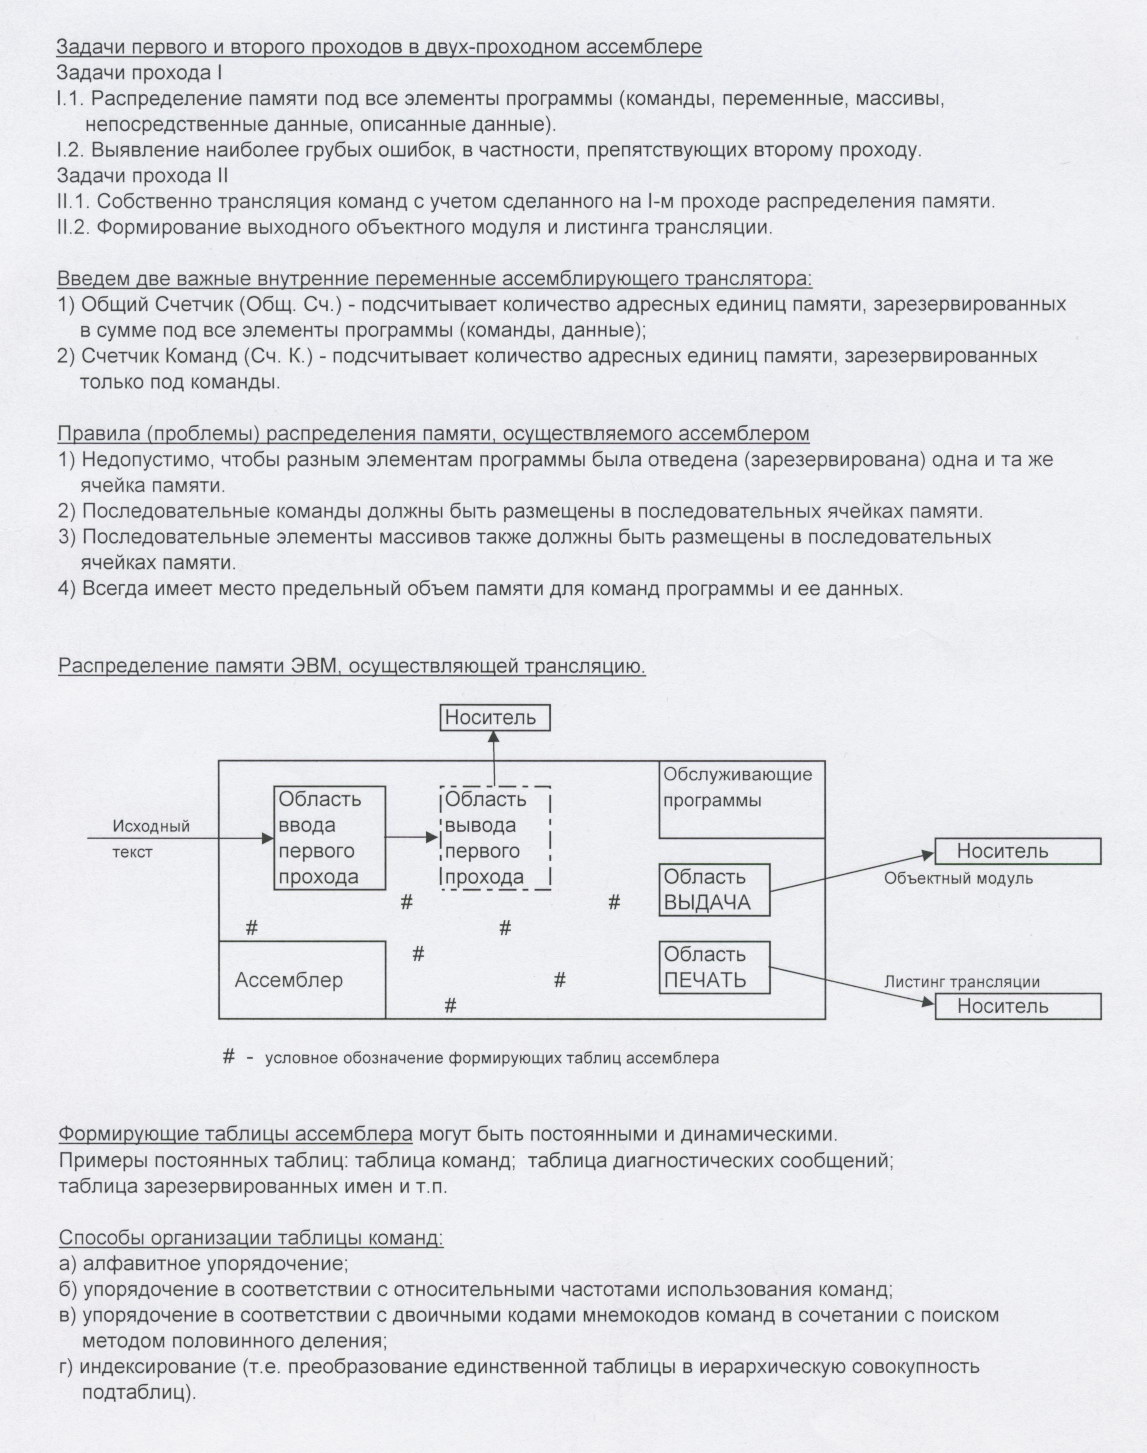 Задачи первого и второго проходов в двух-проходном ассемблере
Задачи прохода I
I.1. Распределение памяти под все элементы программы (команды, переменные, массивы,
непосредственные данные, описанные данные).
I.2. Выявление наиболее грубых ошибок, в частности, препятствующих второму проходу.
Задачи прохода II
II.1. Собственно трансляция команд с учетом сделанного на I-м проходе распределения памяти.
II.2. Формирование выходного объектного модуля и листинга трансляции.
Введем две важные внутренние переменные ассемблирующего транслятора:
1) Общий Счетчик (Общ. Сч.) - подсчитывает количество адресных единиц памяти, зарезервированных
в сумме под все элементы программы (команды, данные);
2) Счетчик Команд (Сч. К.) - подсчитывает количество адресных единиц памяти, зарезервированных
только под команды.
Правила (проблемы) распределения памяти, осуществляемого ассемблером
1) Недопустимо, чтобы разным элементам программы была отведена (зарезервирована) одна и та же
ячейка памяти.
2) Последовательные команды должны быть размещены в последовательных ячейках памяти.
3) Последовательные элементы массивов также должны быть размещены в последовательных
ячейках памяти.
4) Всегда имеет место предельный объем памяти для команд программы и ее данных.
Распределение памяти ЭВМ, осуществляющей трансляцию.
Носитель
Обслуживающие
программы
Исходный
текст
Область
ввода
первого
прохода
Область
вывода
первого
прохода
Носитель
Объектный модуль
Область
ВЫДАЧА
# #
# #
#
Область
ПЕЧАТЬ
Ассемблер
#
#
Листинг трансляции
Носитель
# - условное обозначение формирующих таблиц ассемблера
Формирующие таблицы ассемблера могут быть постоянными и динамическими.
Примеры постоянных таблиц: таблица команд; таблица диагностических сообщений;
таблица зарезервированных имен и т.п.
Способы организации таблицы команд:
а) алфавитное упорядочение;
б) упорядочение в соответствии с относительными частотами использования команд;
в) упорядочение в соответствии с двоичными кодами мнемокодов команд в сочетании с поиском
методом половинного деления;
г) индексирование (т.е. преобразование единственной таблицы в иерархическую совокупность
подтаблиц).